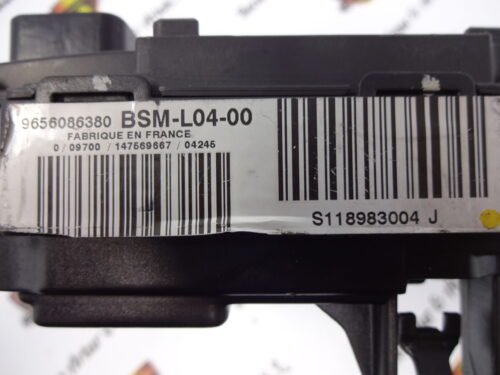 9656086380 BSM-L04-00
FABRIQUE EN FRANCE
0 / 09700 / 147569667 / 04245
S118983004 J